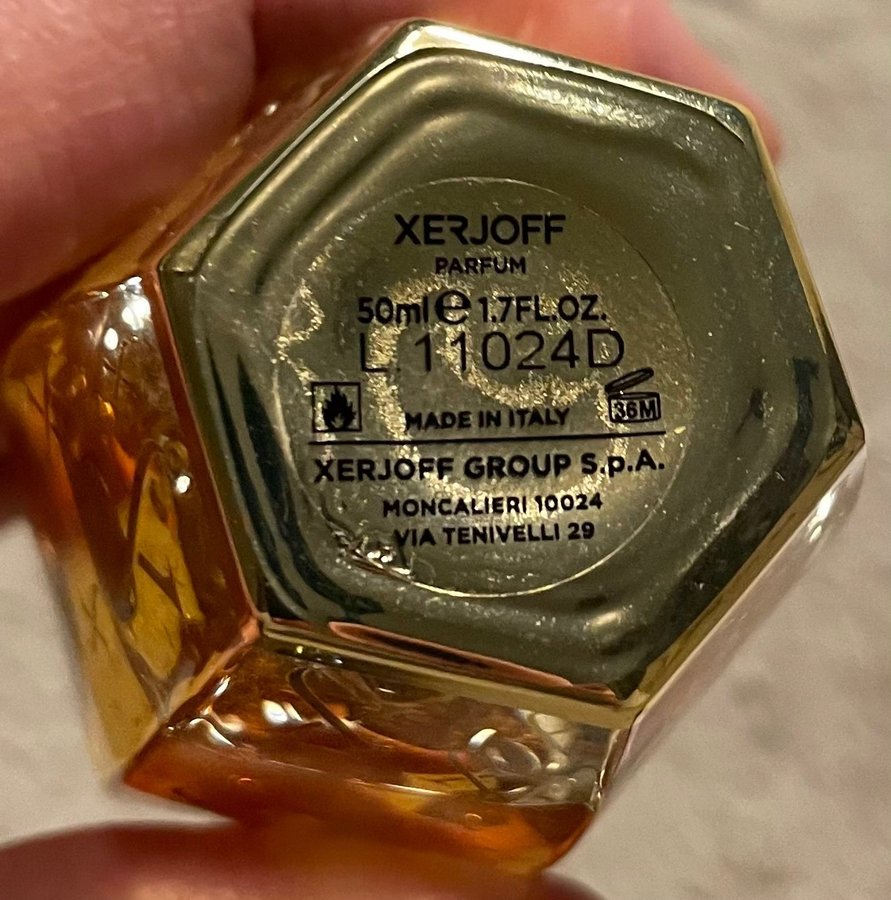 XERJOFF
PARFUM
50ml e 1.7FL.OZ.
L.11024D
36M
MADE IN ITALY
XERJOFF GROUP S.p.A.
MONCALIERI 10024
VIA TENIVELLI 29